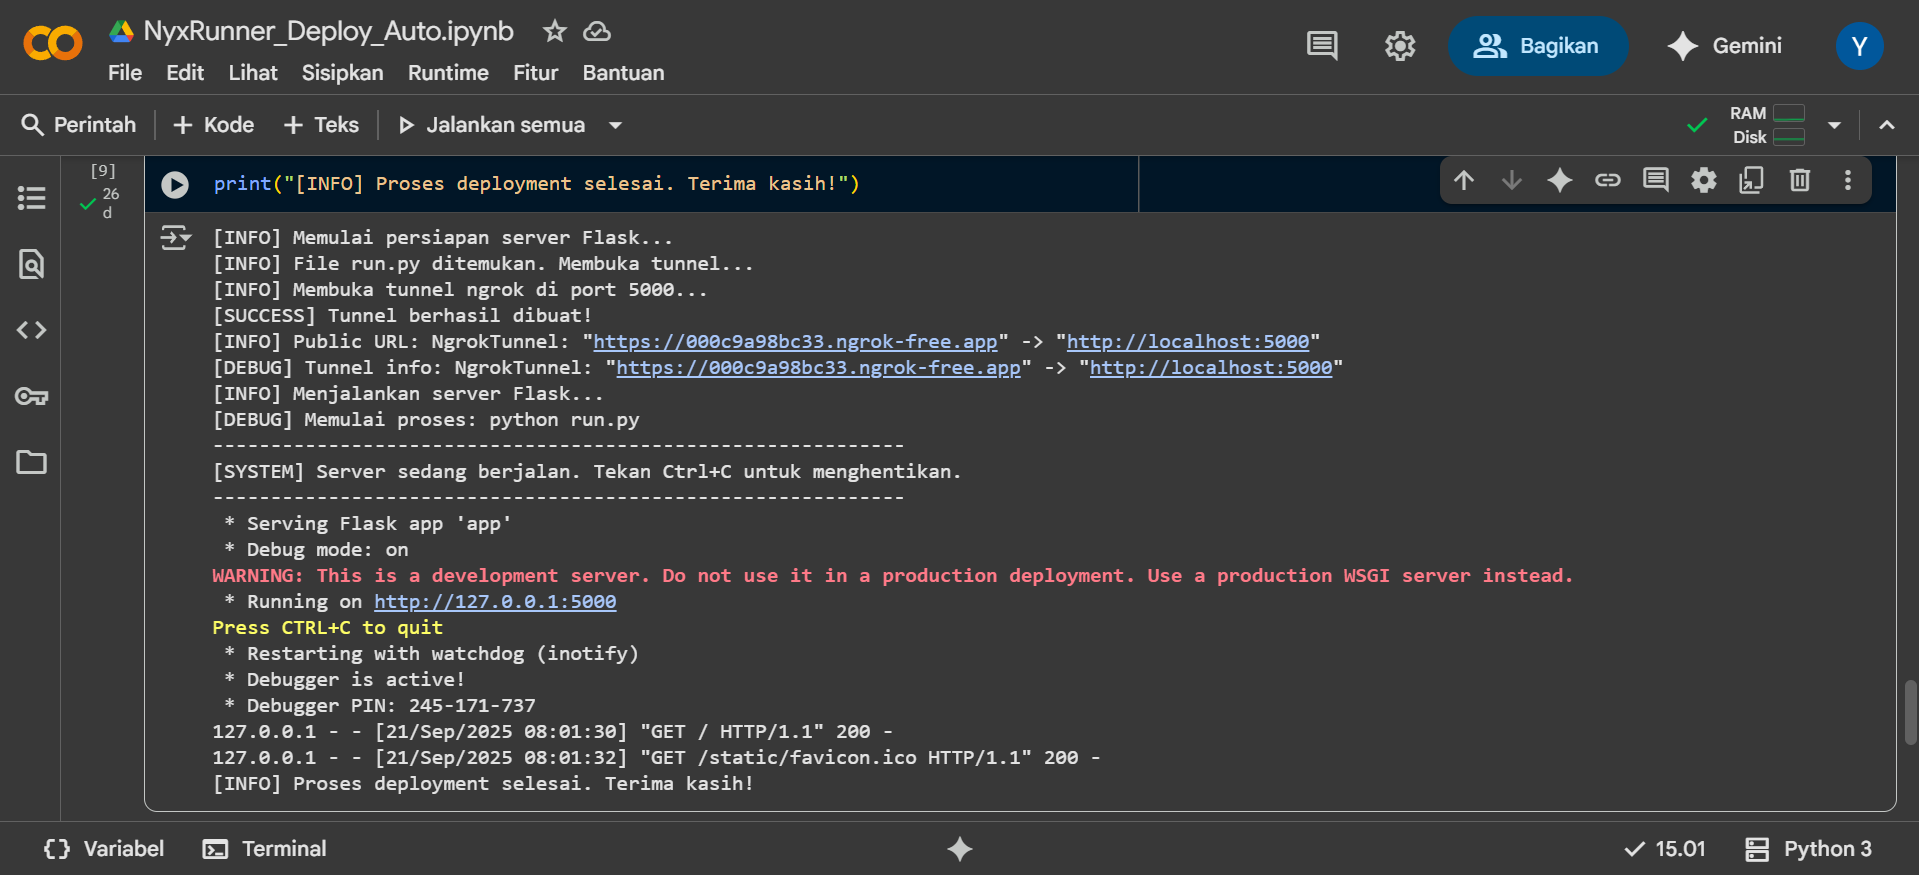 NyxRunner_Deploy_Auto.ipynb
File Edit Lihat Sisipkan Runtime Fitur Bantuan
Bagikan
Gemini
Y
Perintah
Kode
Teks
Jalankan semua
RAM
Disk
[9]
26
d
print("[INFO] Proses deployment selesai. Terima kasih!")
[INFO] Memulai persiapan server Flask...
[INFO] File run.py ditemukan. Membuka tunnel...
[INFO] Membuka tunnel ngrok di port 5000...
[SUCCESS] Tunnel berhasil dibuat!
[INFO] Public URL: NgrokTunnel: "https://000c9a98bc33.ngrok-free.app" -> "http://localhost:5000"
[DEBUG] Tunnel info: NgrokTunnel: "https://000c9a98bc33.ngrok-free.app" -> "http://localhost:5000"
[INFO] Menjalankan server Flask...
[DEBUG] Memulai proses: python run.py
------------------------------------------------------------
[SYSTEM] Server sedang berjalan. Tekan Ctrl+C untuk menghentikan.
------------------------------------------------------------
* Serving Flask app 'app'
* Debug mode: on
WARNING: This is a development server. Do not use it in a production deployment. Use a production WSGI server instead.
* Running on http://127.0.0.1:5000
Press CTRL+C to quit
* Restarting with watchdog (inotify)
* Debugger is active!
* Debugger PIN: 245-171-737
127.0.0.1 - - [21/Sep/2025 08:01:30] "GET / HTTP/1.1" 200 -
127.0.0.1 - - [21/Sep/2025 08:01:32] "GET /static/favicon.ico HTTP/1.1" 200 -
[INFO] Proses deployment selesai. Terima kasih!
Variabel
Terminal
15.01
Python 3